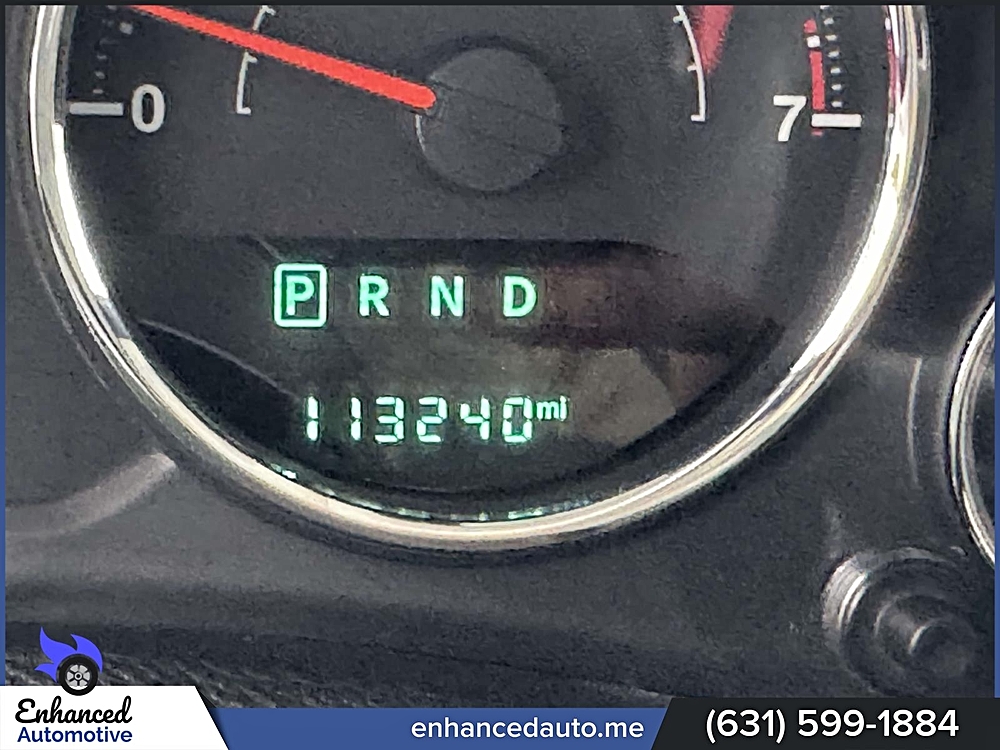 0
7
P R N D
113240 mi
Enhanced
Automotive
enhancedauto.me
(631) 599-1884